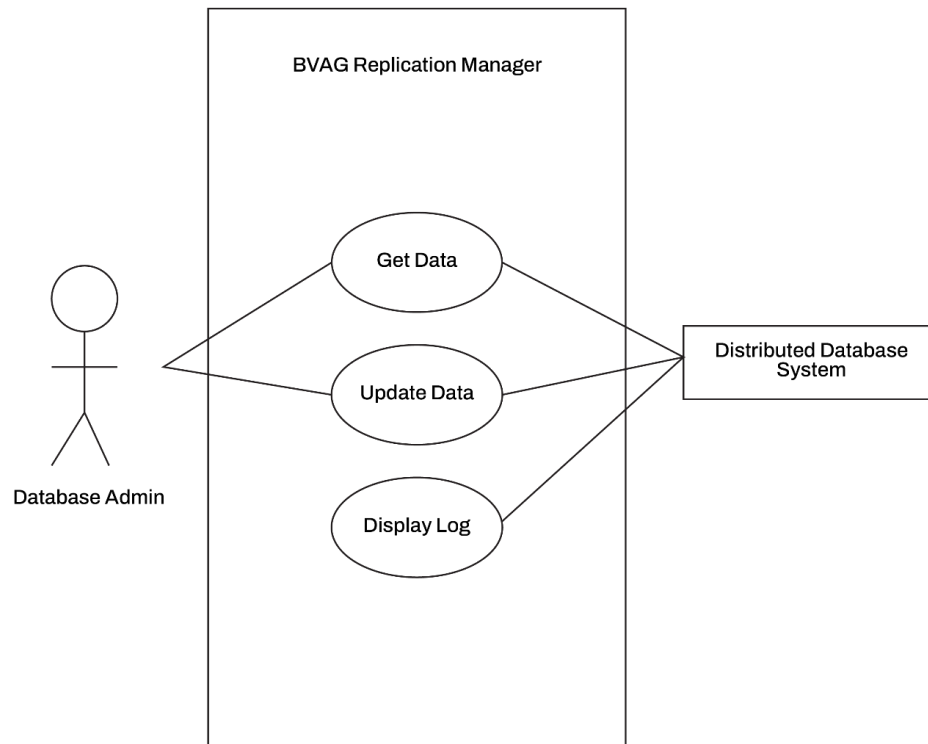 BVAG Replication Manager
Get Data
Update Data
Display Log
Database Admin
Distributed Database
System